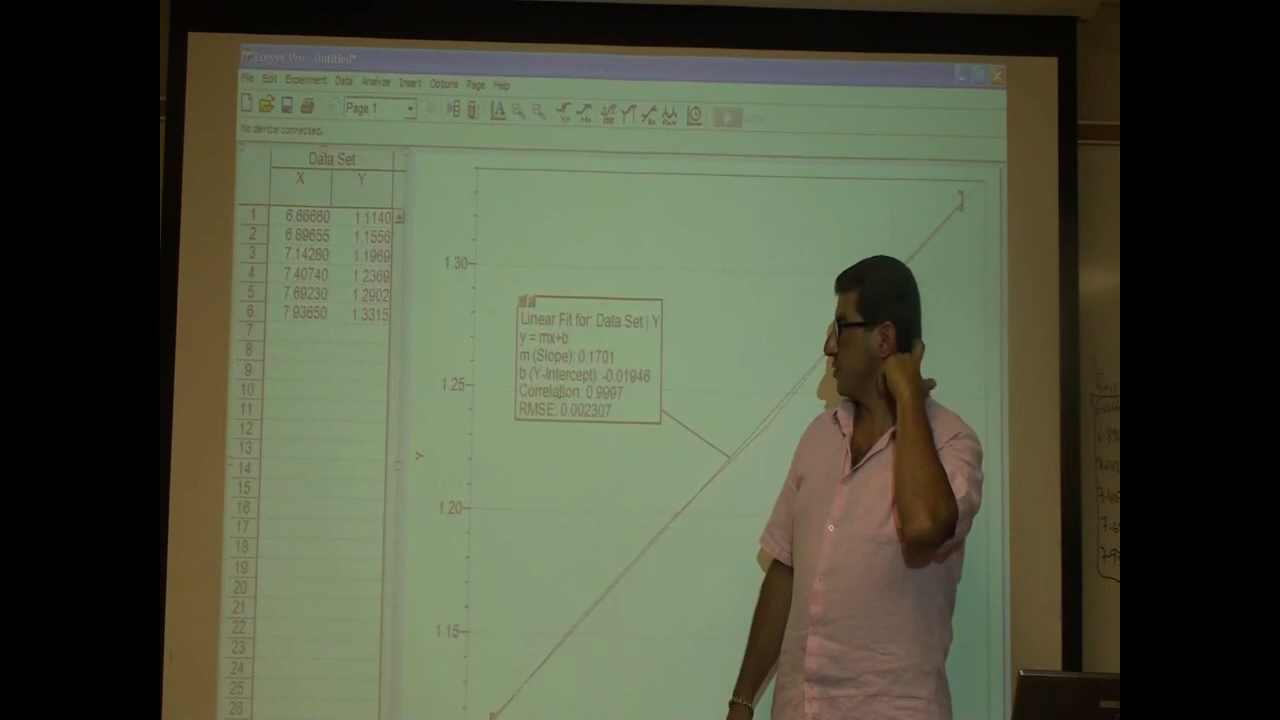 Logger Pro - Untitled*
File Edit Experiment Data Analyze Insert Options Page Help
Page 1
No device connected.
Data Set
X Y
1 6.66660 1.1140
2 6.89655 1.1556
3 7.14280 1.1969
4 7.40740 1.2369
5 7.69230 1.2902
6 7.93650 1.3315
7
8
9
10
11
12
13
14
15
16
17
18
19
20
21
22
23
24
25
26
1.30
1.25
Y
1.20
1.15
Linear Fit for: Data Set | Y
y = mx+b
m (Slope): 0.1701
b (Y-Intercept): -0.01946
Correlation: 0.9997
RMSE: 0.002307